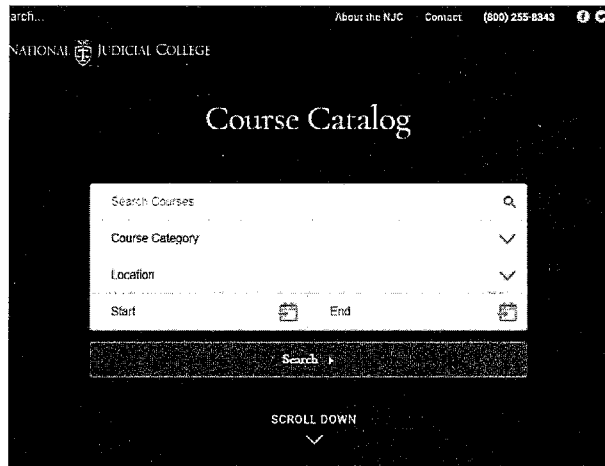 arch...
About the NJC Contact (800) 255-8343
NATIONAL NJC JUDICIAL COLLEGE
Course Catalog
Search Courses
Course Category
Location
Start End
Search
SCROLL DOWN